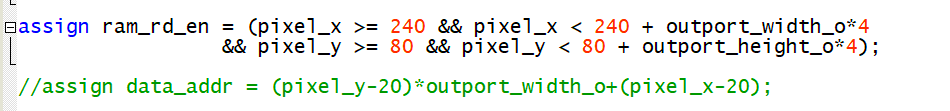 assign ram_rd_en = (pixel_x >= 240 && pixel_x < 240 + outport_width_o*4
&& pixel_y >= 80 && pixel_y < 80 + outport_height_o*4);
//assign data_addr = (pixel_y-20)*outport_width_o+(pixel_x-20);